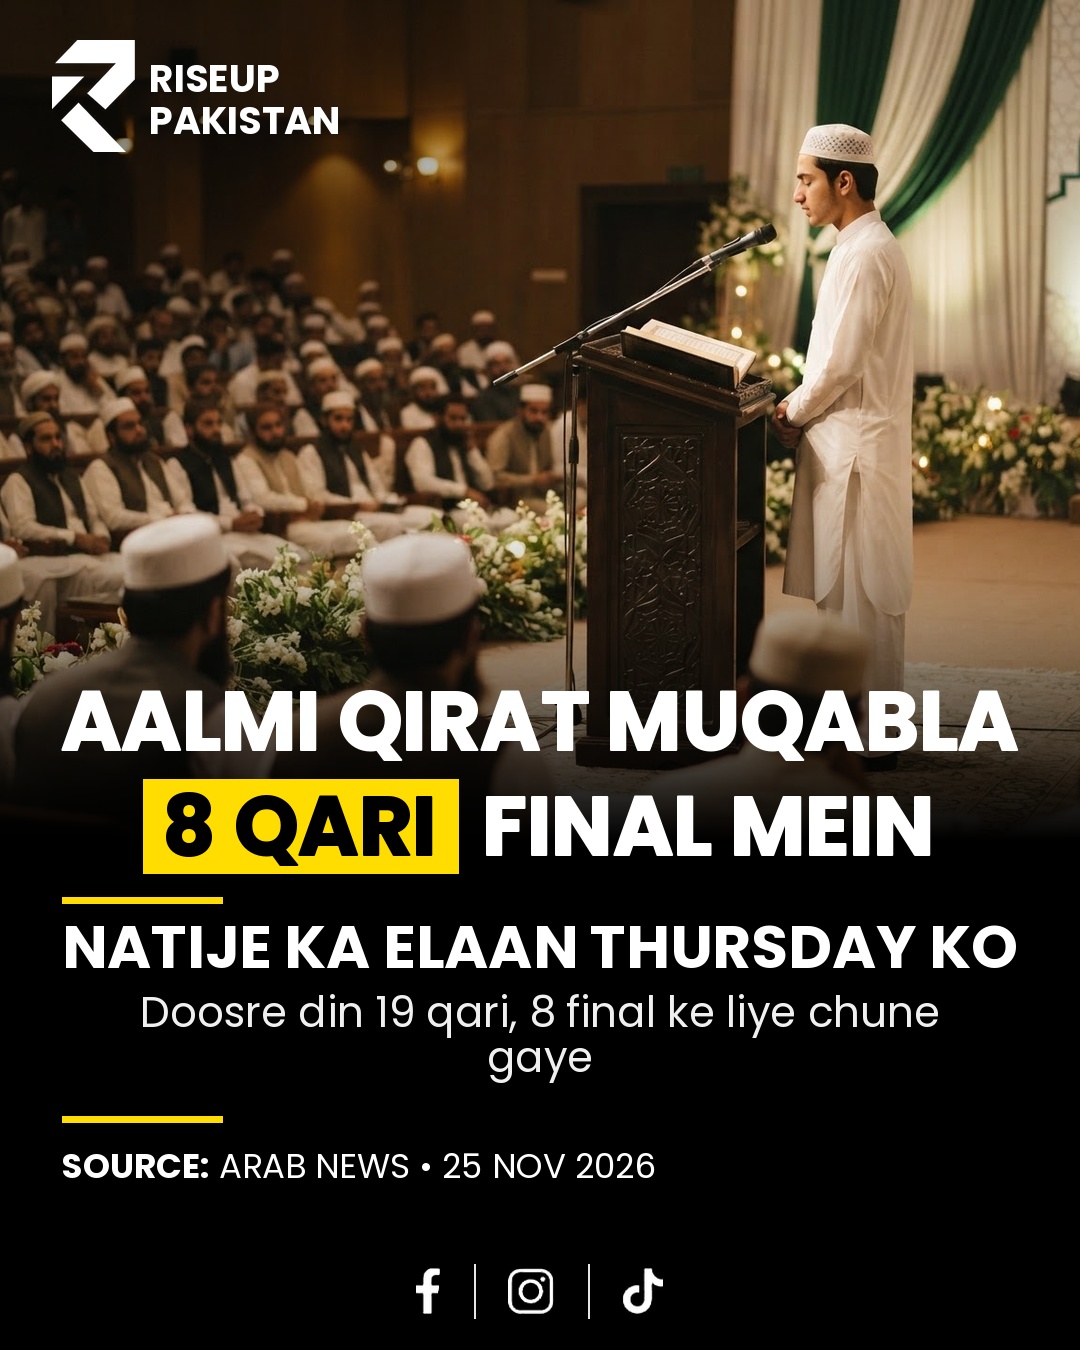 RISEUP
PAKISTAN
AALMI QIRAT MUQABLA
8 QARI FINAL MEIN
NATIJE KA ELAAN THURSDAY KO
Doosre din 19 qari, 8 final ke liye chune
gaye
SOURCE: ARAB NEWS • 25 NOV 2026